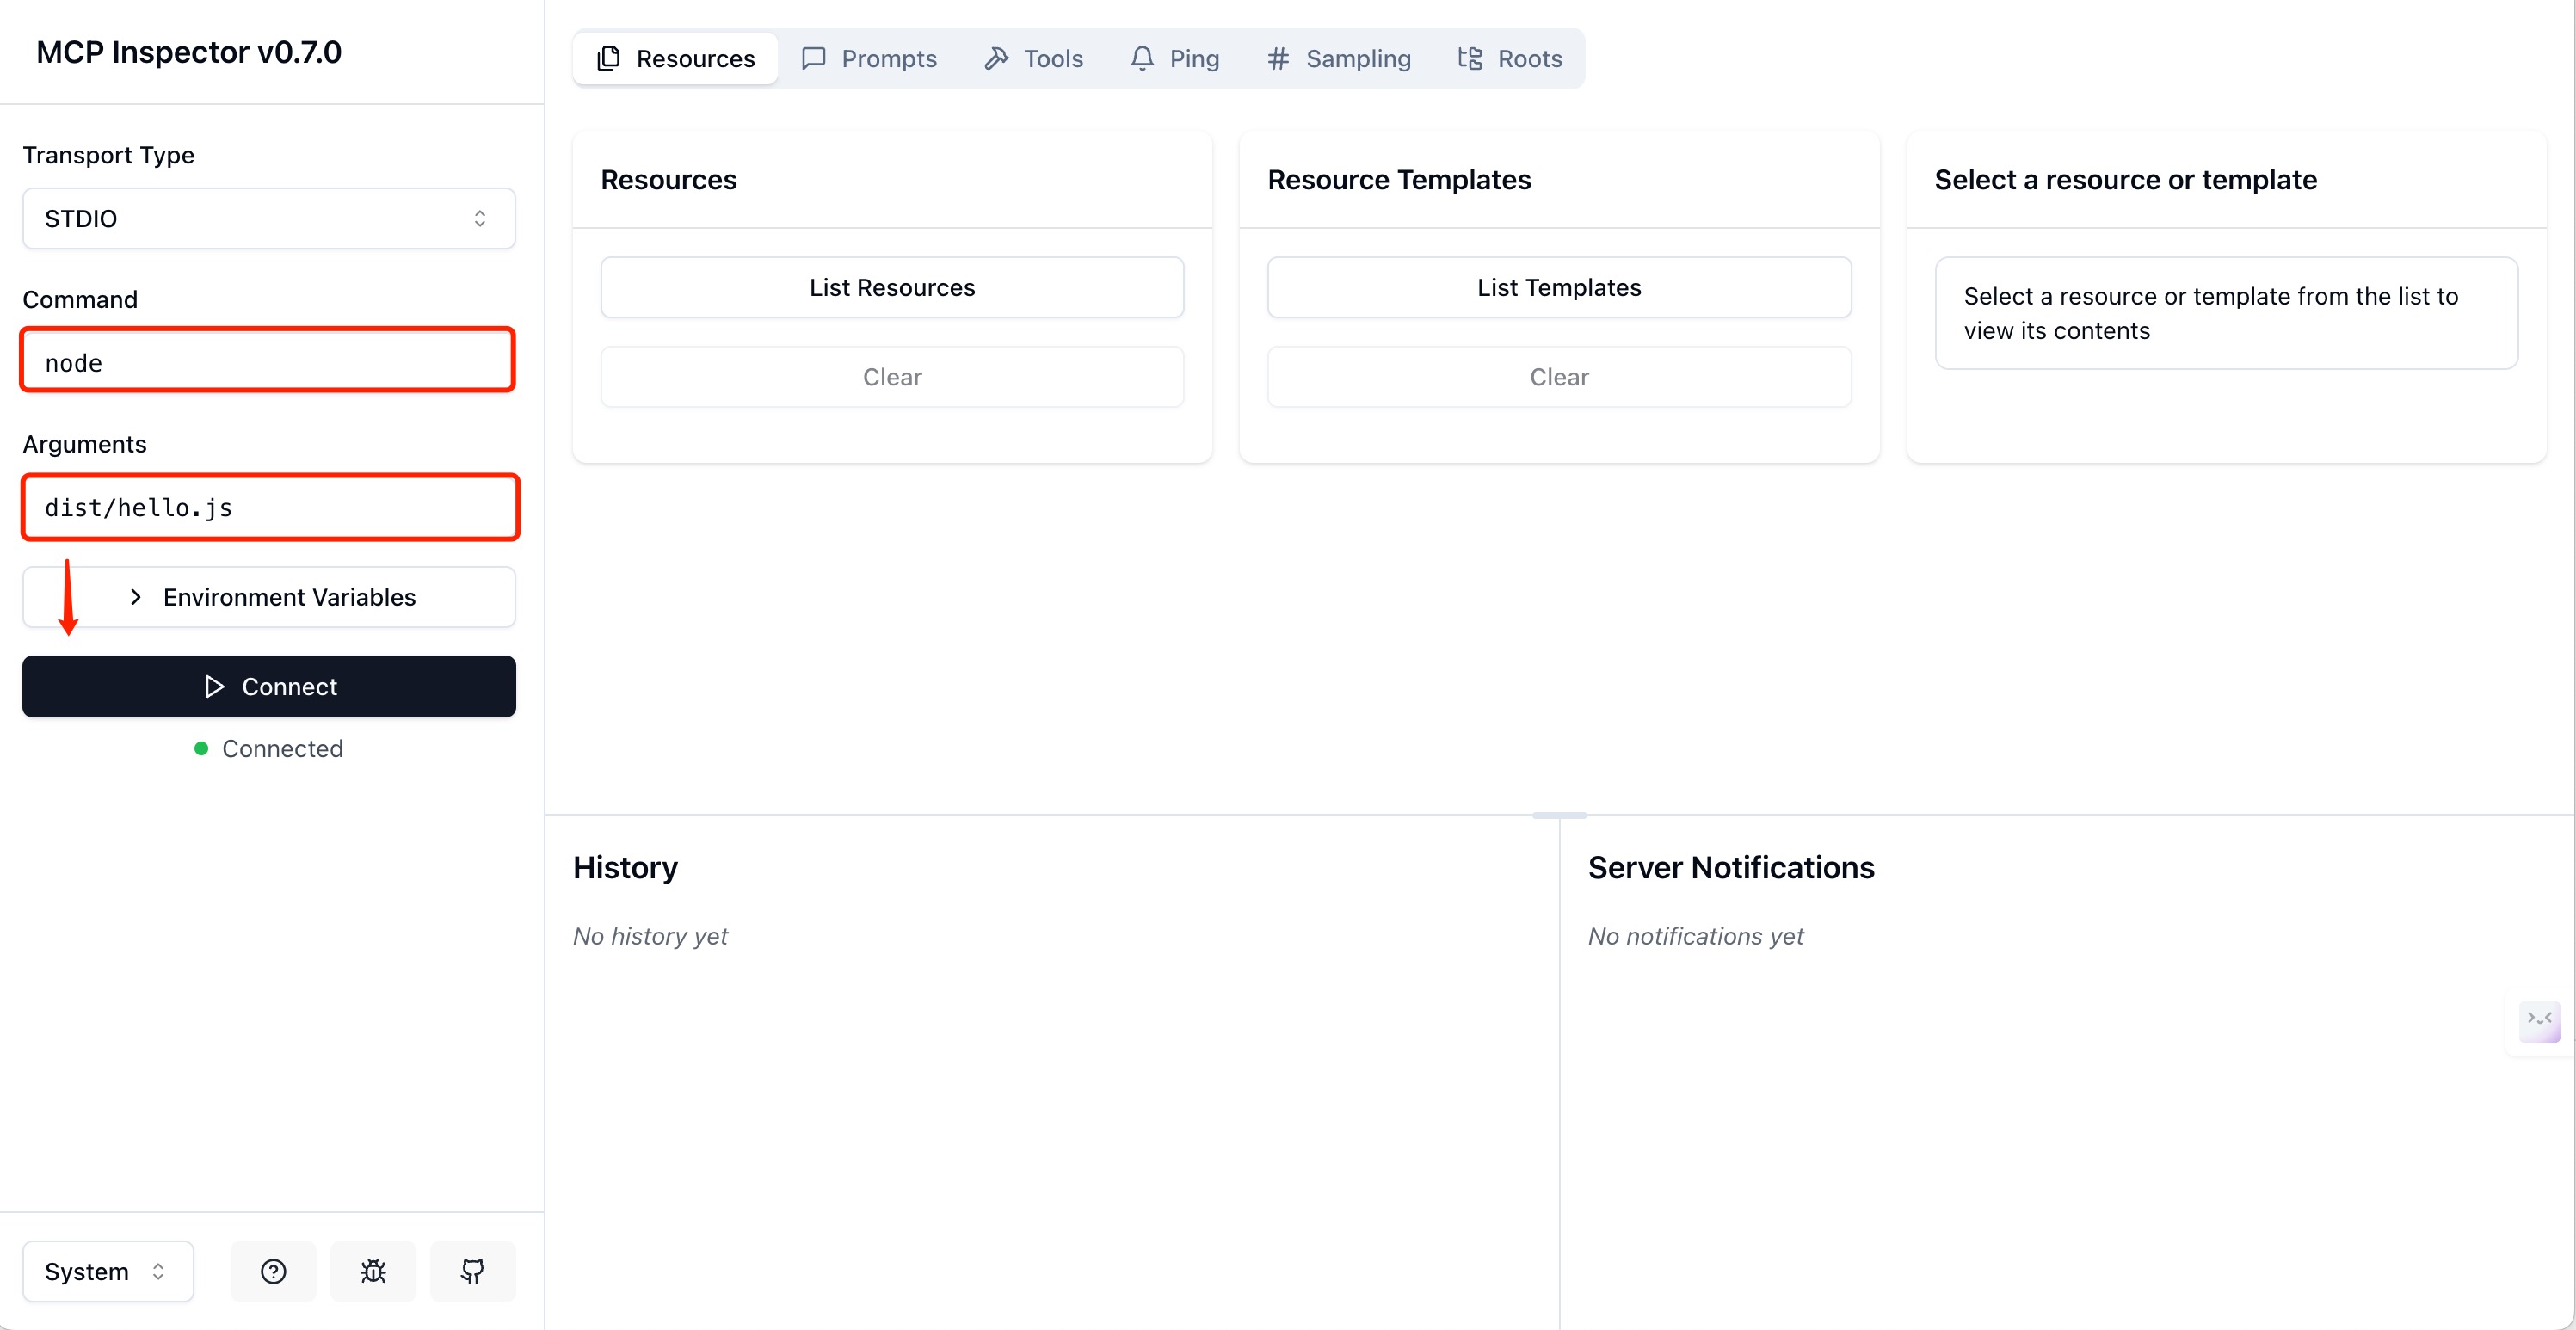 MCP Inspector v0.7.0
Transport Type
STDIO
Command
node
Arguments
dist/hello.js
Environment Variables
Connect
Connected
System
Resources
Prompts
Tools
Ping
Sampling
Roots
Resources
List Resources
Clear
Resource Templates
List Templates
Clear
Select a resource or template
Select a resource or template from the list to
view its contents
History
No history yet
Server Notifications
No notifications yet